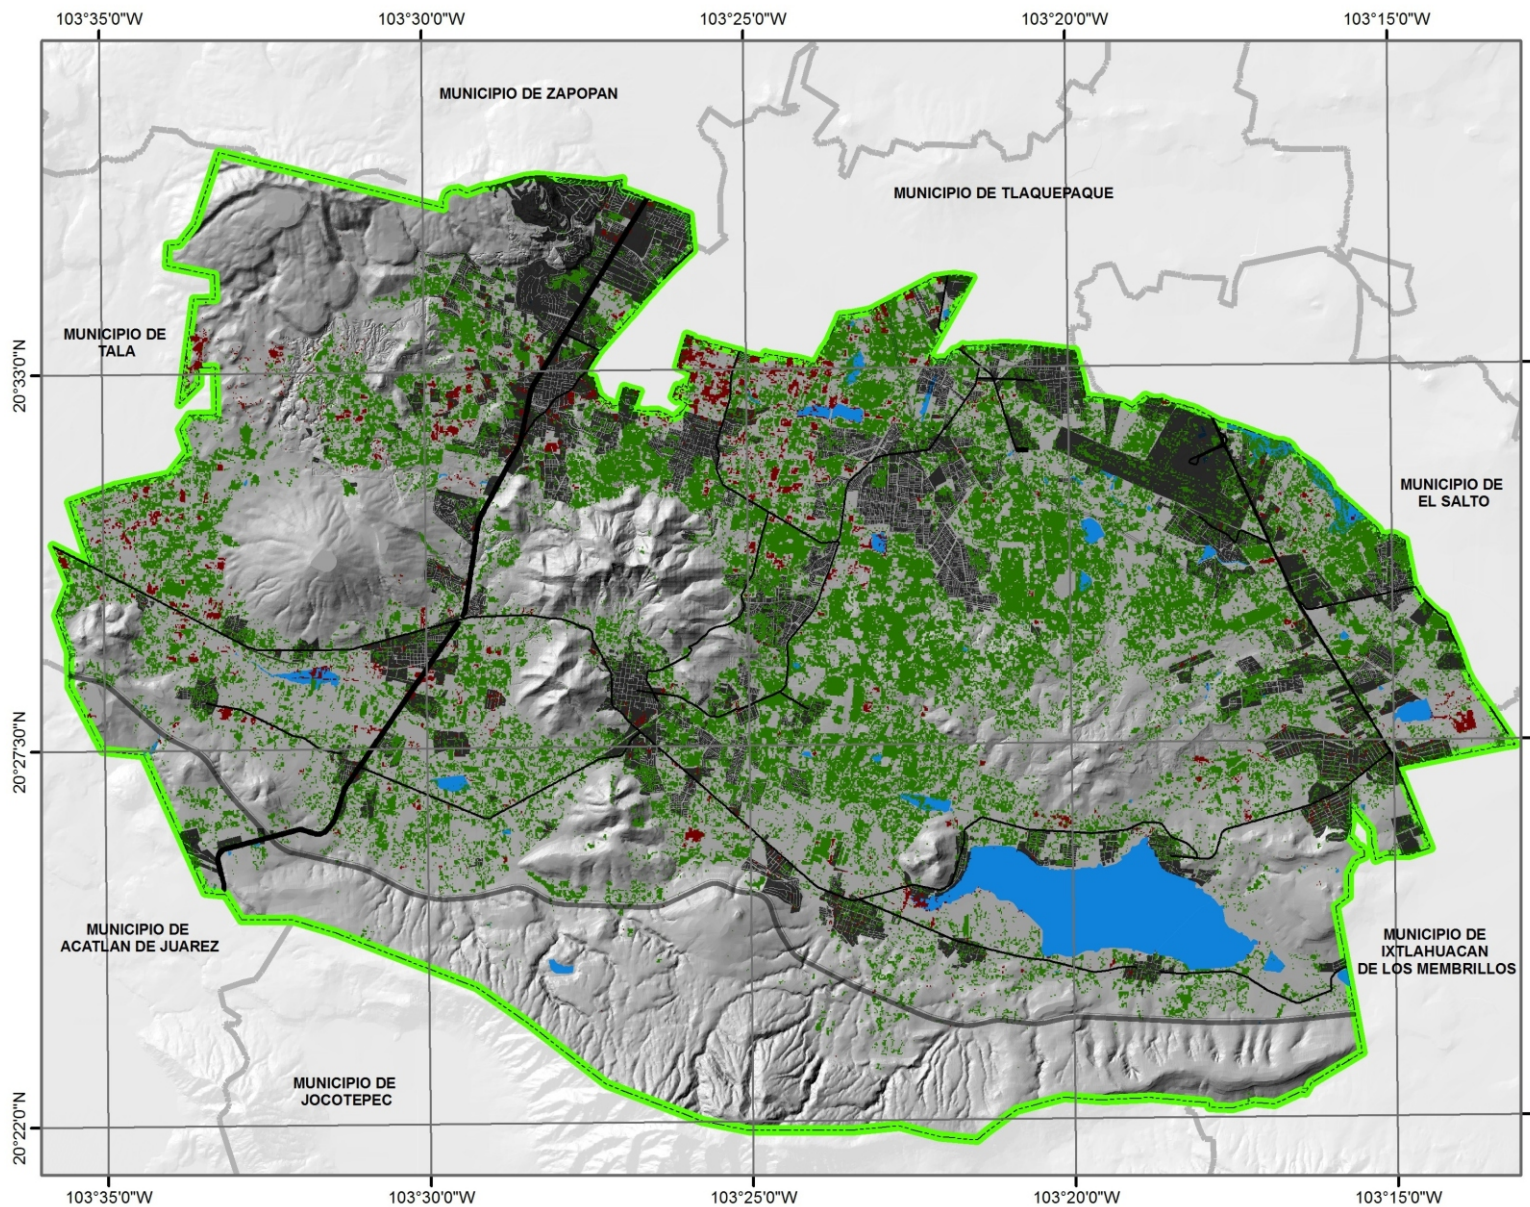 103°35'0"W
103°30'0"W
103°25'0"W
103°20'0"W
103°15'0"W
MUNICIPIO DE ZAPOPAN
MUNICIPIO DE TLAQUEPAQUE
MUNICIPIO DE
TALA
20°33'0"N
MUNICIPIO DE
EL SALTO
20°27'30"N
MUNICIPIO DE
ACATLAN DE JUAREZ
MUNICIPIO DE
IXTLAHUACAN
DE LOS MEMBRILLOS
MUNICIPIO DE
JOCOTEPEC
20°22'0"N
103°35'0"W
103°30'0"W
103°25'0"W
103°20'0"W
103°15'0"W